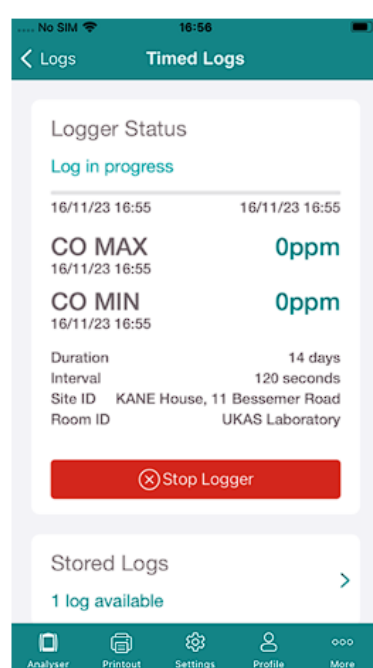 .... No SIM 16:56
Logs Timed Logs
Logger Status
Log in progress
16/11/23 16:55 16/11/23 16:55
CO MAX 0ppm
16/11/23 16:55
CO MIN 0ppm
16/11/23 16:55
Duration 14 days
Interval 120 seconds
Site ID KANE House, 11 Bessemer Road
Room ID UKAS Laboratory
Stop Logger
Stored Logs
1 log available
Analyser Printout Settings Profile More